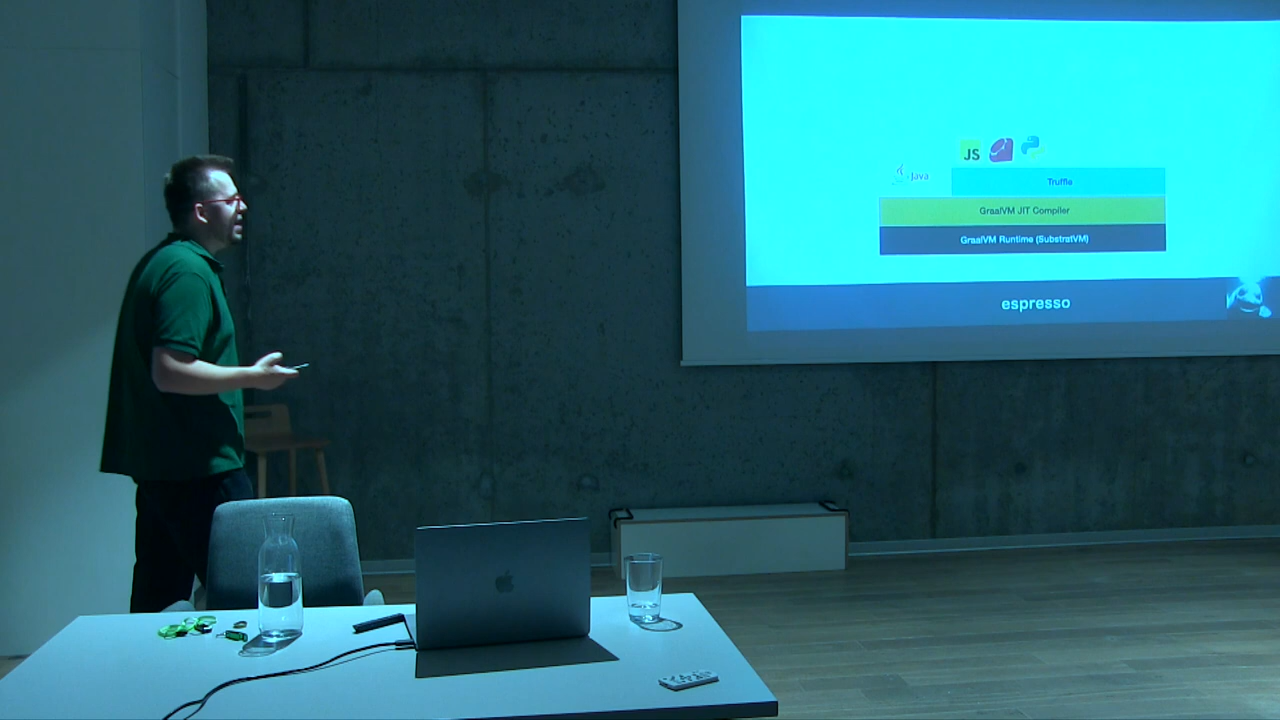 JS
Java
Truffle
GraalVM JIT Compiler
GraalVM Runtime (SubstratVM)
espresso